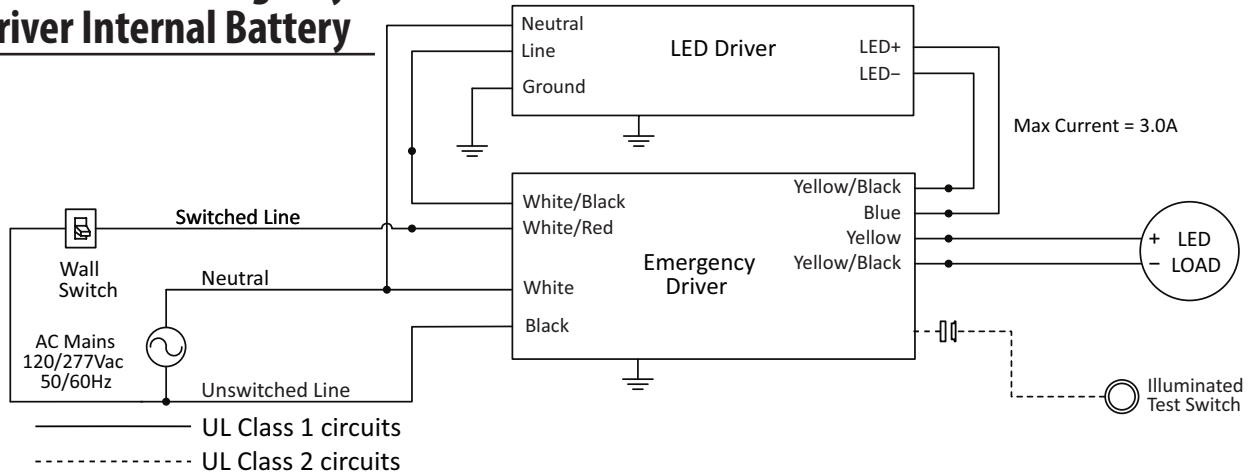 Driver Internal Battery
Neutral
Line
Ground
LED Driver
LED+
LED−
Max Current = 3.0A
White/Black
White/Red
White
Black
Emergency
Driver
Yellow/Black
Blue
Yellow
Yellow/Black
+ LED
− LOAD
Switched Line
Wall
Switch
Neutral
AC Mains
120/277Vac
50/60Hz
Unswitched Line
Illuminated
Test Switch
UL Class 1 circuits
UL Class 2 circuits